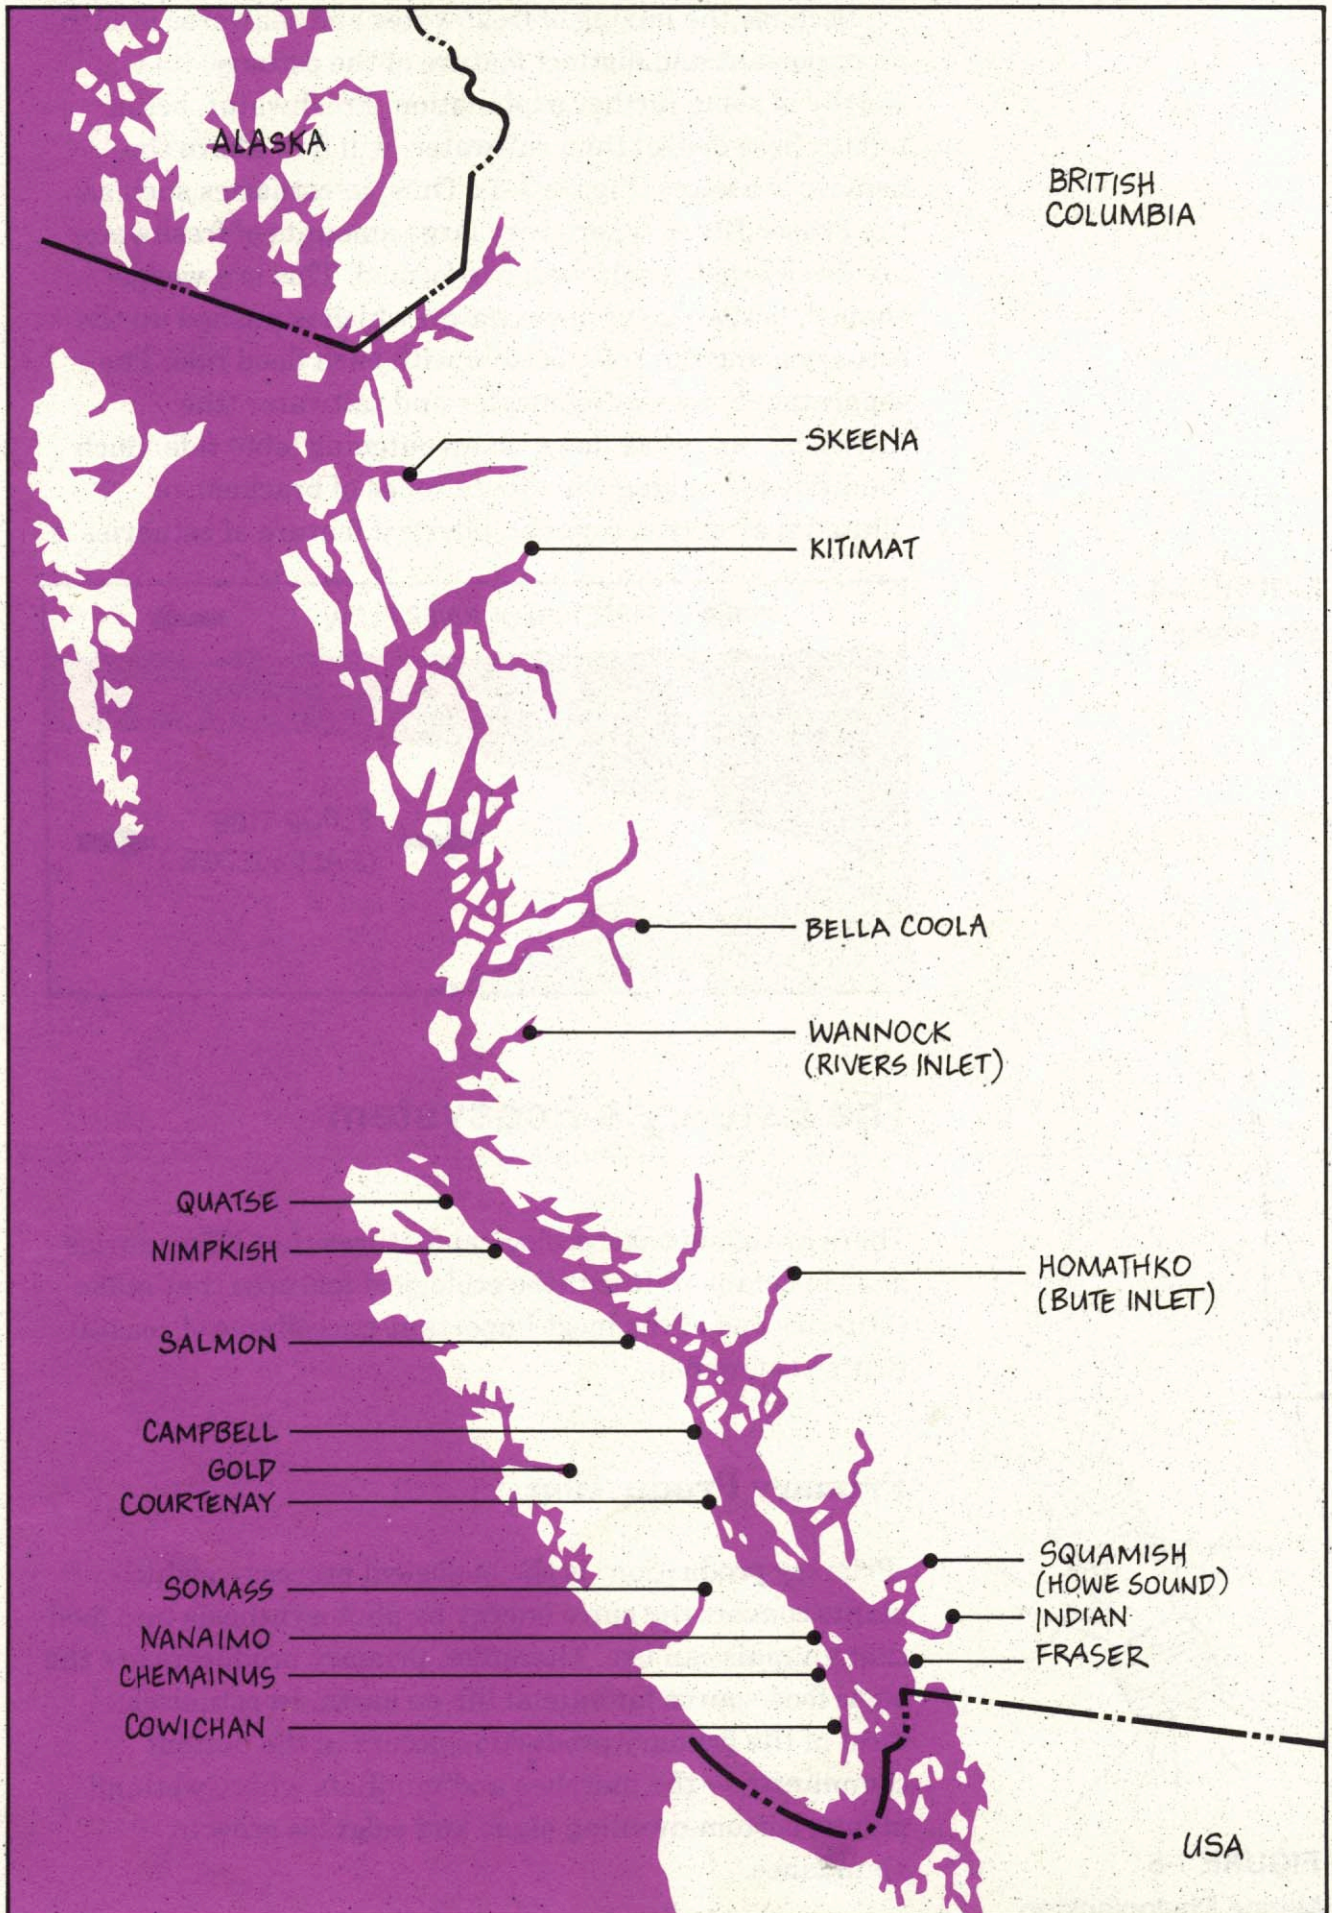 ALASKA
BRITISH
COLUMBIA
SKEENA
KITIMAT
BELLA COOLA
WANNOCK
(RIVERS INLET)
QUATSE
NIMPKISH
HOMATHKO
(BUTE INLET)
SALMON
CAMPBELL
GOLD
COURTENAY
SQUAMISH
(HOWE SOUND)
SOMASS
INDIAN
NANAIMO
FRASER
CHEMAINUS
COWICHAN
USA